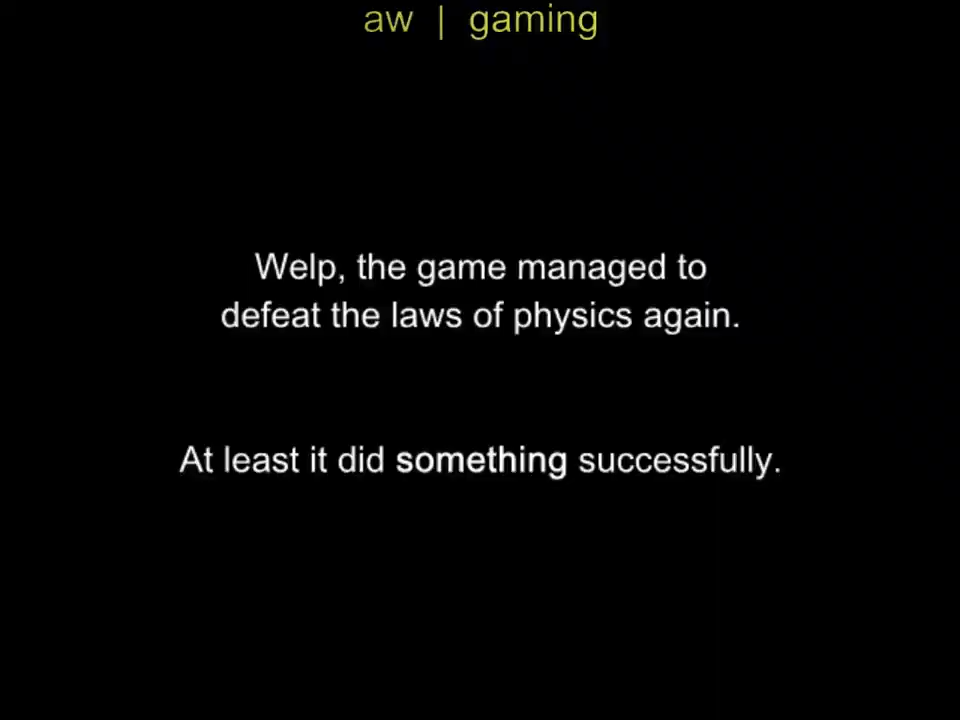 aw | gaming
Welp, the game managed to
defeat the laws of physics again.
At least it did something successfully.